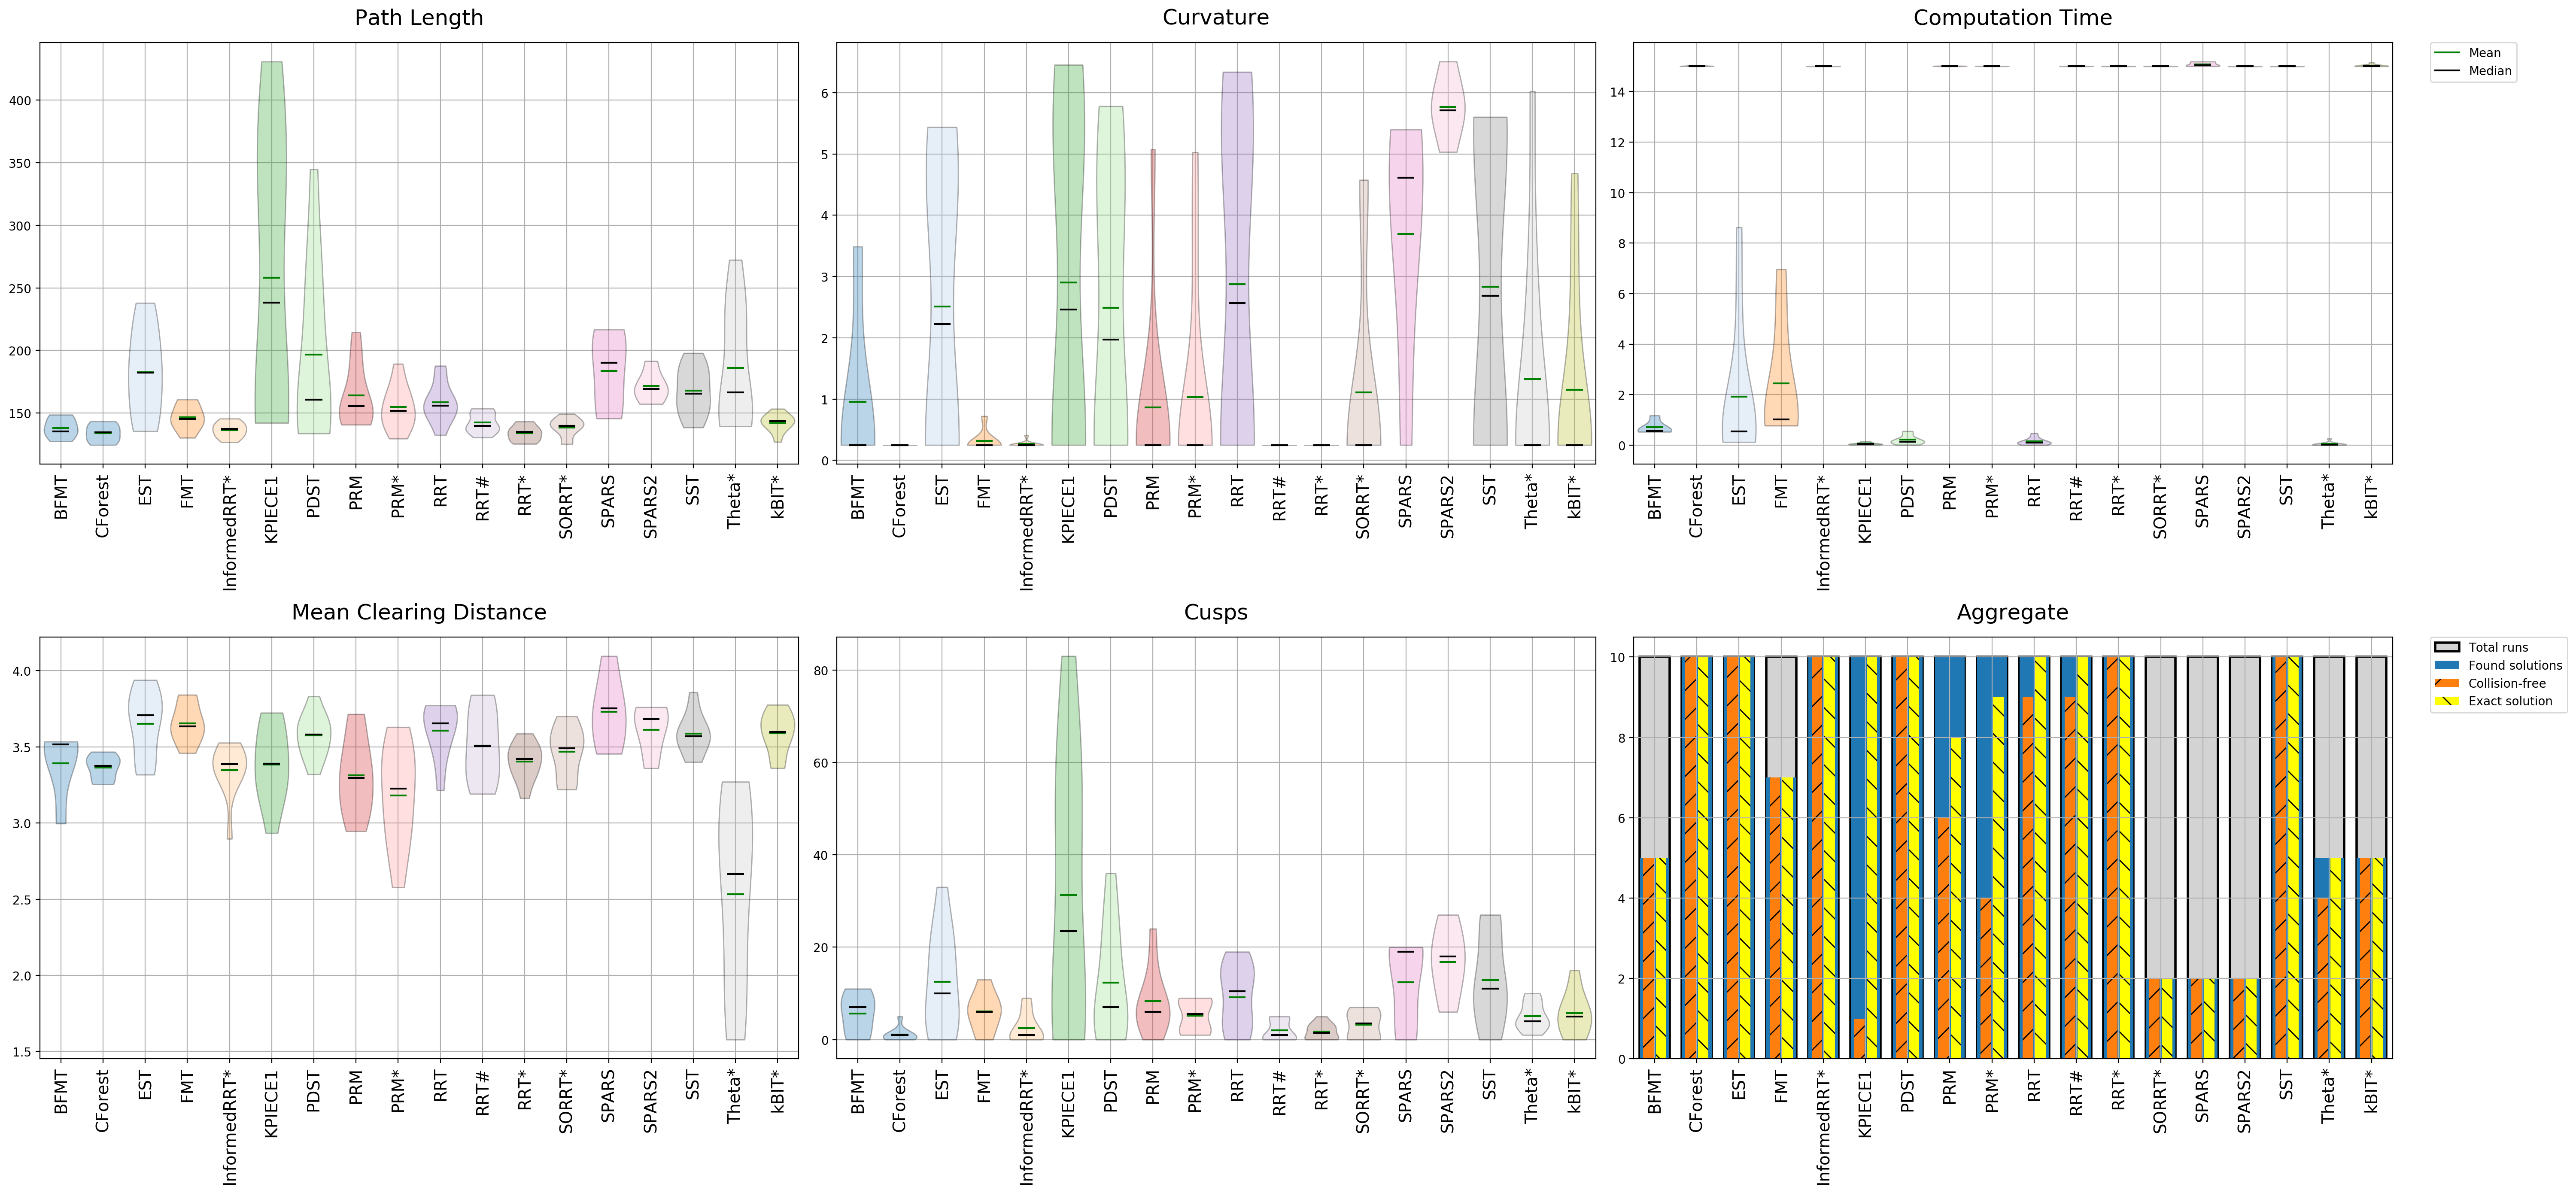 Path Length
400
350
300
250
200
150
BFMT
CForest
EST
FMT
InformedRRT*
KPIECE1
PDST
PRM
PRM*
RRT
RRT#
RRT*
SORRT*
SPARS
SPARS2
SST
Theta*
kBIT*
Curvature
6
5
4
3
2
1
0
BFMT
CForest
EST
FMT
InformedRRT*
KPIECE1
PDST
PRM
PRM*
RRT
RRT#
RRT*
SORRT*
SPARS
SPARS2
SST
Theta*
kBIT*
Computation Time
14
12
10
8
6
4
2
0
BFMT
CForest
EST
FMT
InformedRRT*
KPIECE1
PDST
PRM
PRM*
RRT
RRT#
RRT*
SORRT*
SPARS
SPARS2
SST
Theta*
kBIT*
Mean
Median
Mean Clearing Distance
4.0
3.5
3.0
2.5
2.0
1.5
BFMT
CForest
EST
FMT
InformedRRT*
KPIECE1
PDST
PRM
PRM*
RRT
RRT#
RRT*
SORRT*
SPARS
SPARS2
SST
Theta*
kBIT*
Cusps
80
60
40
20
0
BFMT
CForest
EST
FMT
InformedRRT*
KPIECE1
PDST
PRM
PRM*
RRT
RRT#
RRT*
SORRT*
SPARS
SPARS2
SST
Theta*
kBIT*
Aggregate
10
8
6
4
2
0
BFMT
CForest
EST
FMT
InformedRRT*
KPIECE1
PDST
PRM
PRM*
RRT
RRT#
RRT*
SORRT*
SPARS
SPARS2
SST
Theta*
kBIT*
Total runs
Found solutions
Collision-free
Exact solution